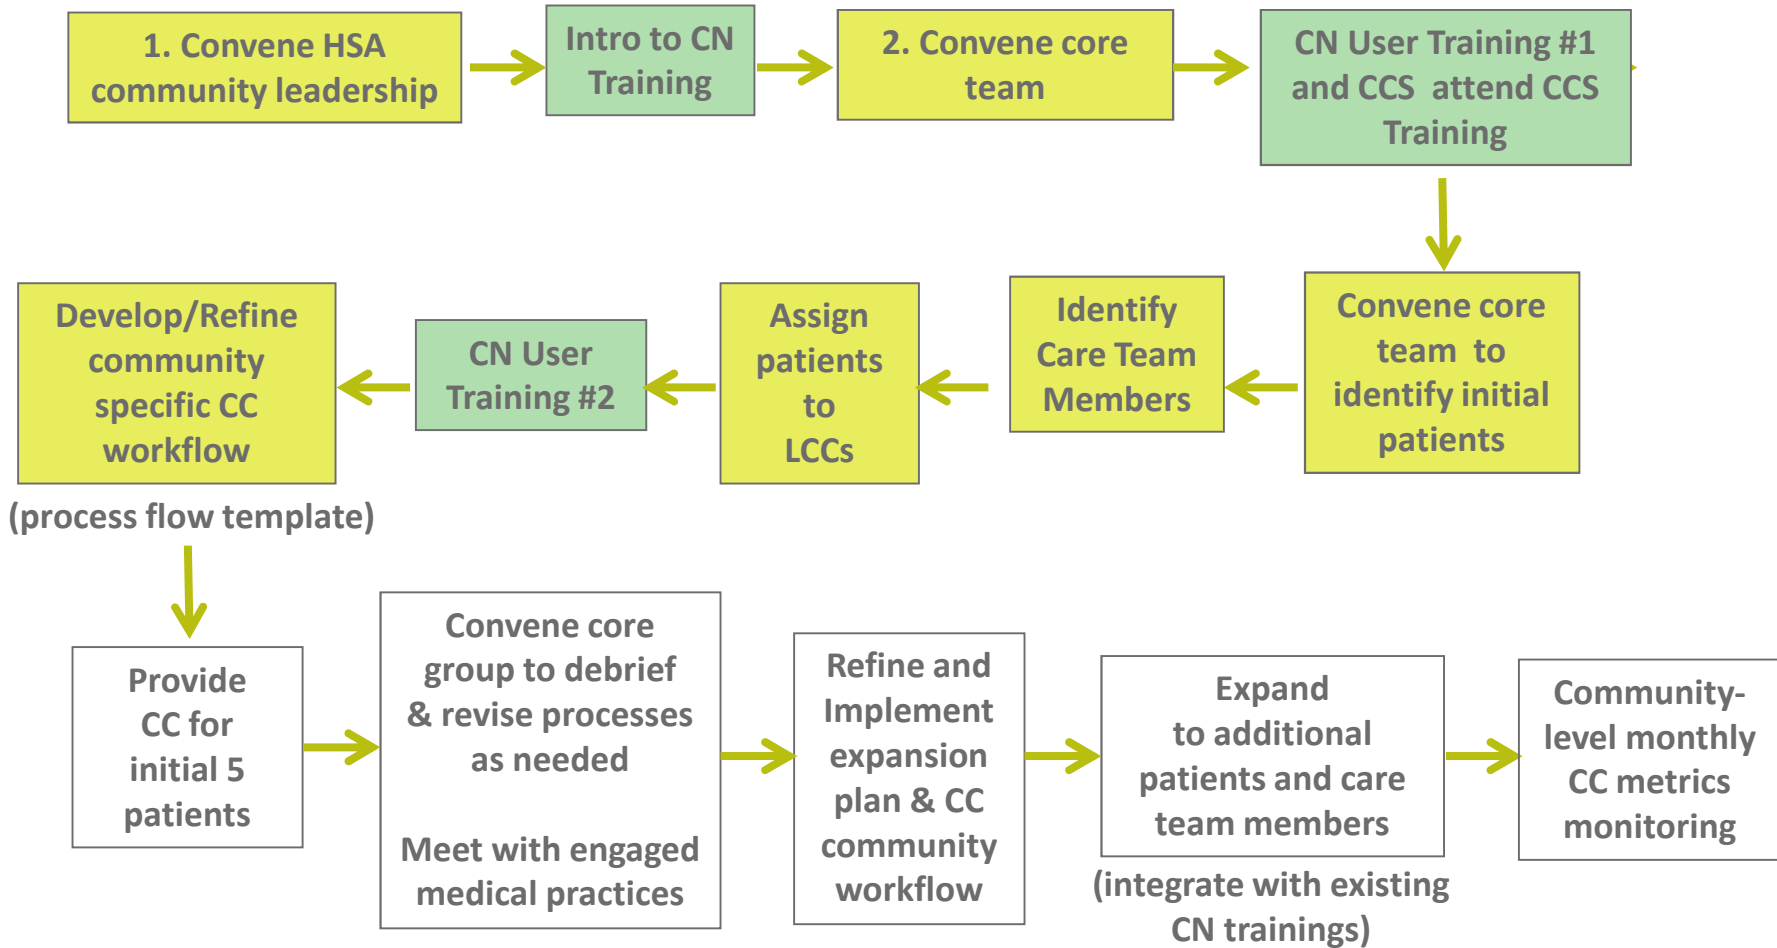 1. Convene HSA
community leadership
Intro to CN
Training
2. Convene core
team
CN User Training #1
and CCS attend CCS
Training
Convene core
team to
identify initial
patients
Identify
Care Team
Members
Assign
patients
to
LCCs
CN User
Training #2
Develop/Refine
community
specific CC
workflow
(process flow template)
Provide
CC for
initial 5
patients
Convene core
group to debrief
& revise processes
as needed
Meet with engaged
medical practices
Refine and
Implement
expansion
plan & CC
community
workflow
Expand
to additional
patients and care
team members
(integrate with existing
CN trainings)
Community-
level monthly
CC metrics
monitoring